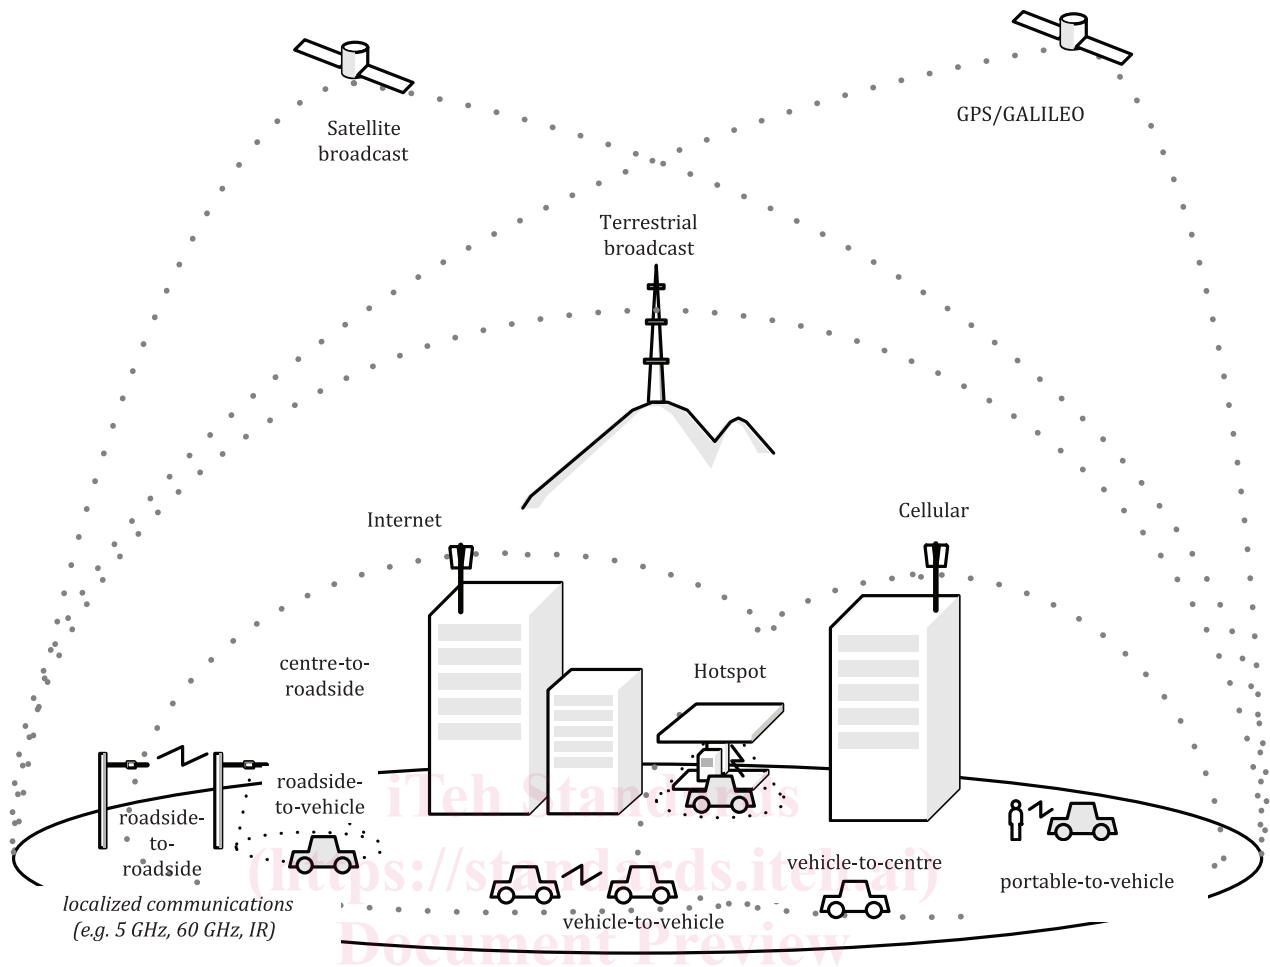 GPS/GALILEO
Satellite
broadcast
Terrestrial
broadcast
Internet
Cellular
centre-to-
roadside
Hotspot
roadside-
to-vehicle
roadside-
to-
roadside
iTeh Standards
(https://standards.iteh.ai)
Document Preview
vehicle-to-centre
portable-to-vehicle
vehicle-to-vehicle
localized communications
(e.g. 5 GHz, 60 GHz, IR)